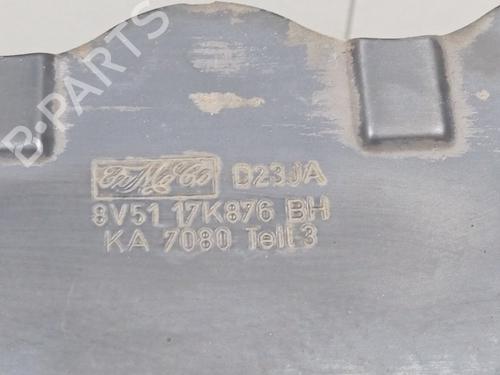 B-PARTS
FoMoCo D23JA
8V51 17K876 BH
KA 7080 Teil 3